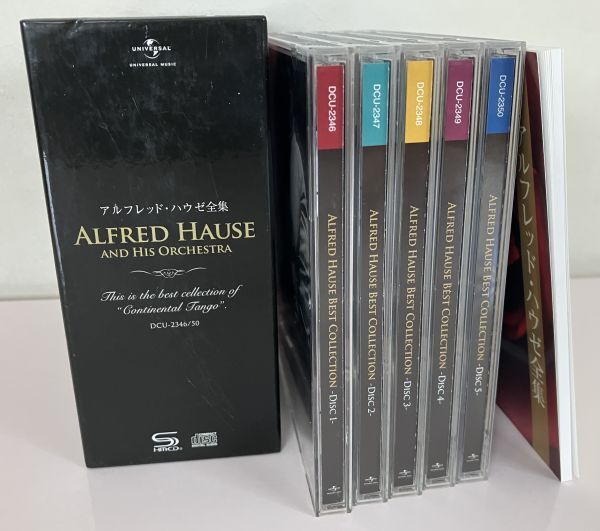 UNIVERSAL
UNIVERSAL MUSIC
アルフレッド・ハウゼ全集
ALFRED HAUSE
AND HIS ORCHESTRA
This is the best collection of
"Continental Tango".
DCU-2346/50
SHM-CD
COMPACT disc
DIGITAL AUDIO
DCU-2346
ALFRED HAUSE BEST COLLECTION -DISC 1-
DCU-2347
ALFRED HAUSE BEST COLLECTION -DISC 2-
DCU-2348
ALFRED HAUSE BEST COLLECTION -DISC 3-
DCU-2349
ALFRED HAUSE BEST COLLECTION -DISC 4-
DCU-2350
ALFRED HAUSE BEST COLLECTION -DISC 5-
アルフレッド・ハウゼ全集